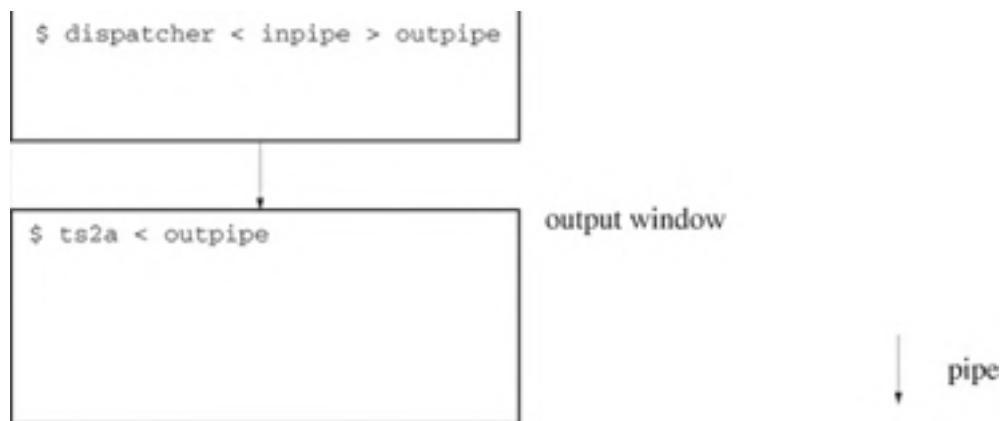 $ dispatcher < inpipe > outpipe
output window
$ ts2a < outpipe
pipe